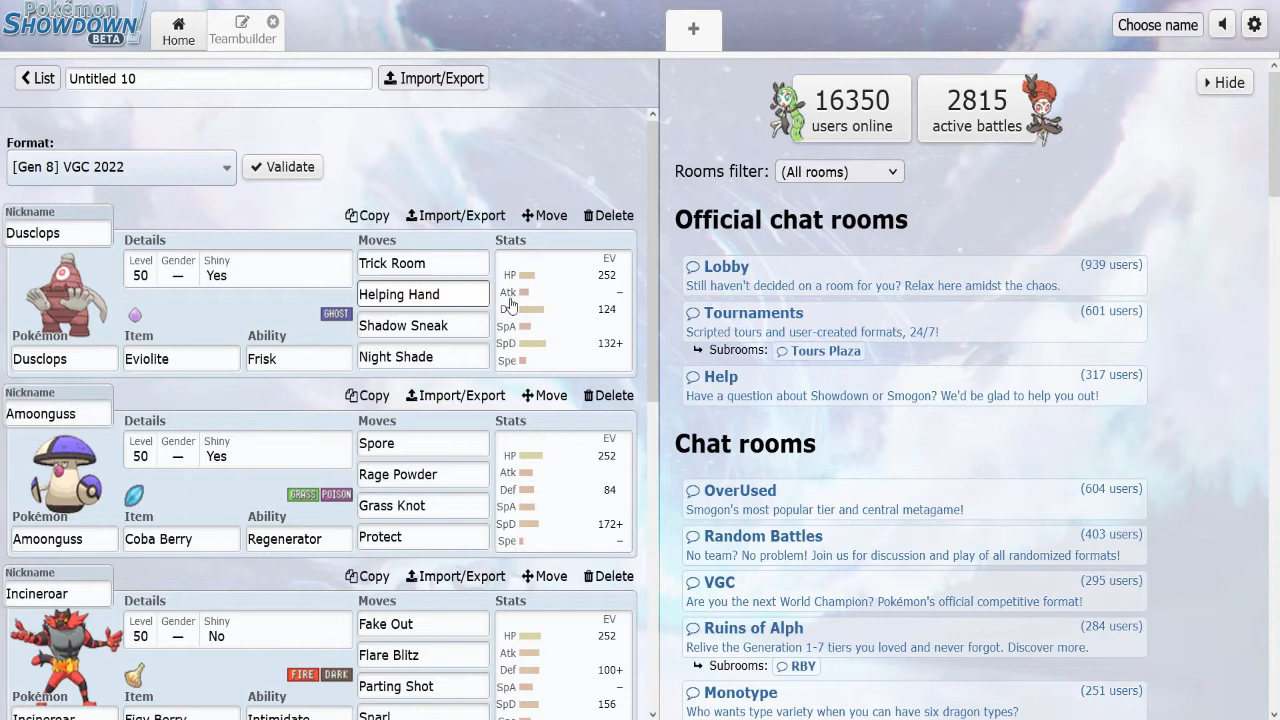 Pokémon
SHOWDOWN!
BETA
Home
Teambuilder
+
Choose name
List
Untitled 10
Import/Export
Format:
[Gen 8] VGC 2022
Validate
Copy Import/Export Move Delete
Nickname
Dusclops
Details
Level Gender Shiny
50 — Yes
GHOST
Pokémon Item Ability
Dusclops Eviolite Frisk
Moves
Trick Room
Helping Hand
Shadow Sneak
Night Shade
Stats
EV
HP 252
Atk –
D 124
SpA
SpD 132+
Spe
Copy Import/Export Move Delete
Nickname
Amoonguss
Details
Level Gender Shiny
50 — Yes
GRASS POISON
Pokémon Item Ability
Amoonguss Coba Berry Regenerator
Moves
Spore
Rage Powder
Grass Knot
Protect
Stats
EV
HP 252
Atk
Def 84
SpA
SpD 172+
Spe –
Copy Import/Export Move Delete
Nickname
Incineroar
Details
Level Gender Shiny
50 — No
FIRE DARK
Pokémon Item Ability
Incineroar Figy Berry Intimidate
Moves
Fake Out
Flare Blitz
Parting Shot
Snarl
Stats
EV
HP 252
Atk
Def 100+
SpA –
SpD 156
16350
users online
2815
active battles
Hide
Rooms filter: (All rooms)
Official chat rooms
Lobby (939 users)
Still haven't decided on a room for you? Relax here amidst the chaos.
Tournaments (601 users)
Scripted tours and user-created formats, 24/7!
Subrooms: Tours Plaza
Help (317 users)
Have a question about Showdown or Smogon? We'd be glad to help you out!
Chat rooms
OverUsed (604 users)
Smogon's most popular tier and central metagame!
Random Battles (403 users)
No team? No problem! Join us for discussion and play of all randomized formats!
VGC (295 users)
Are you the next World Champion? Pokémon's official competitive format!
Ruins of Alph (284 users)
Relive the Generation 1-7 tiers you loved and never forgot. Discover more.
Subrooms: RBY
Monotype (251 users)
Who wants type variety when you can have six dragon types?